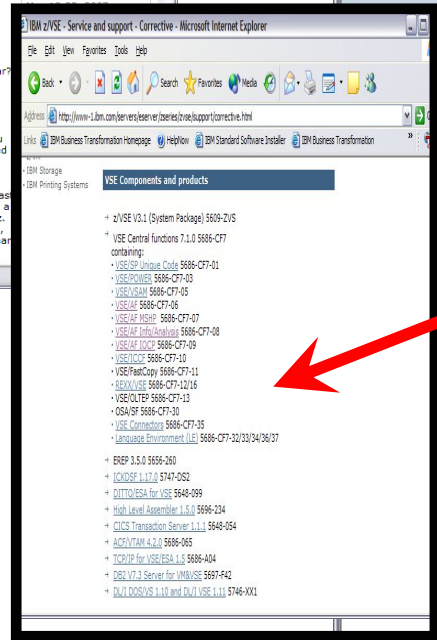 IBM z/VSE - Service and support - Corrective - Microsoft Internet Explorer
File Edit View Favorites Tools Help
Back Search Favorites Media
Address http://www-1.ibm.com/servers/eserver/zseries/zvse/support/corrective.html
Links IBM Business Transformation Homepage HelpNow IBM Standard Software Installer IBM Business Transformation »
· IBM Storage
· IBM Printing Systems
VSE Components and products
z/VSE V3.1 (System Package) 5609-ZVS
VSE Central functions 7.1.0 5686-CF7
containing:
· VSE/SP Unique Code 5686-CF7-01
· VSE/POWER 5686-CF7-03
· VSE/VSAM 5686-CF7-05
· VSE/AF 5686-CF7-06
· VSE/AF MSHP 5686-CF7-07
· VSE/AF Info/Analysis 5686-CF7-08
· VSE/AF IOCP 5686-CF7-09
· VSE/ICCF 5686-CF7-10
· VSE/FastCopy 5686-CF7-11
· REXX/VSE 5686-CF7-12/16
· VSE/OLTEP 5686-CF7-13
· OSA/SF 5686-CF7-30
· VSE Connectors 5686-CF7-35
· Language Environment (LE) 5686-CF7-32/33/34/36/37
EREP 3.5.0 5656-260
ICKDSF 1.17.0 5747-DS2
DITTO/ESA for VSE 5648-099
High Level Assembler 1.5.0 5696-234
CICS Transaction Server 1.1.1 5648-054
ACF/VTAM 4.2.0 5686-065
TCP/IP for VSE/ESA 1.5 5686-A04
DB2 V7.3 Server for VM&VSE 5697-F42
DL/I DOS/VS 1.10 and DL/I VSE 1.11 5746-XX1